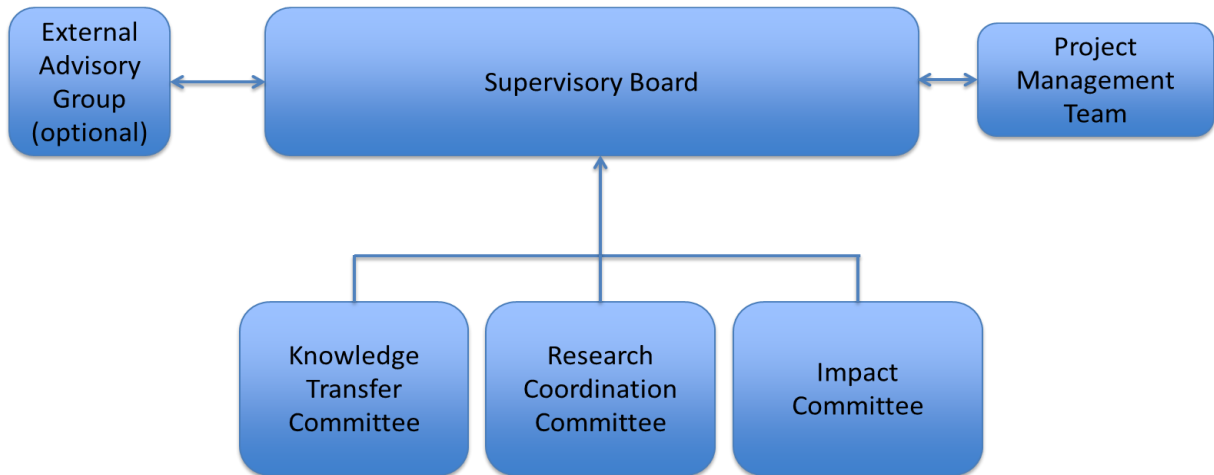 External
Advisory
Group
(optional)
Supervisory Board
Project
Management
Team
Knowledge
Transfer
Committee
Research
Coordination
Committee
Impact
Committee